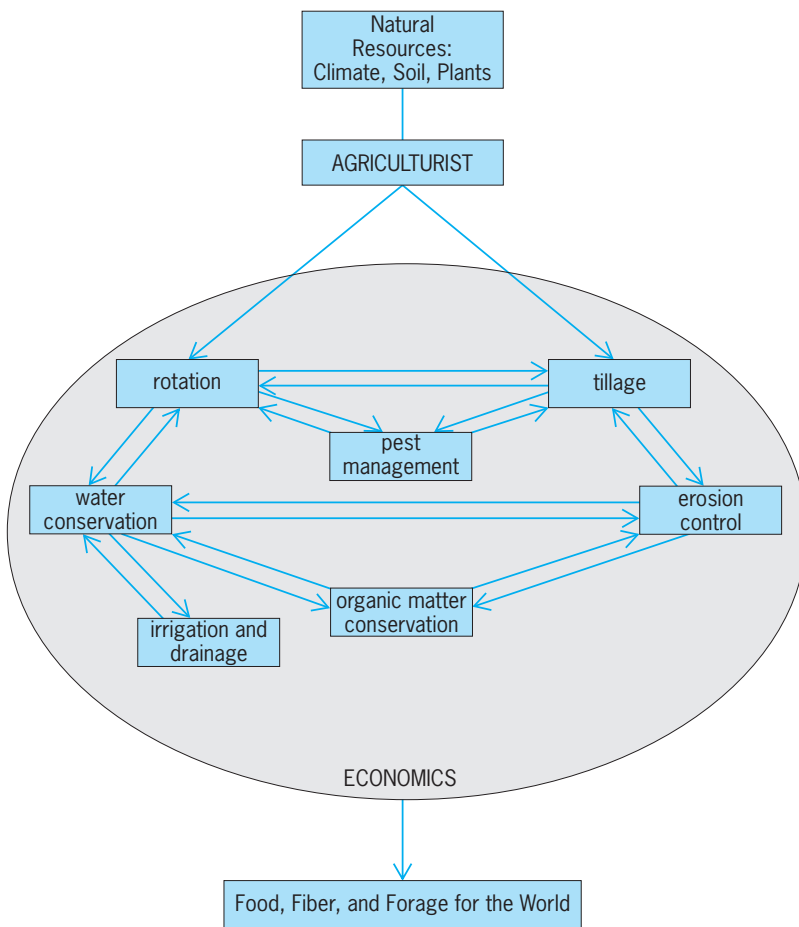 Natural
Resources:
Climate, Soil, Plants
AGRICULTURIST
rotation
tillage
pest
management
water
conservation
erosion
control
organic matter
conservation
irrigation and
drainage
ECONOMICS
Food, Fiber, and Forage for the World